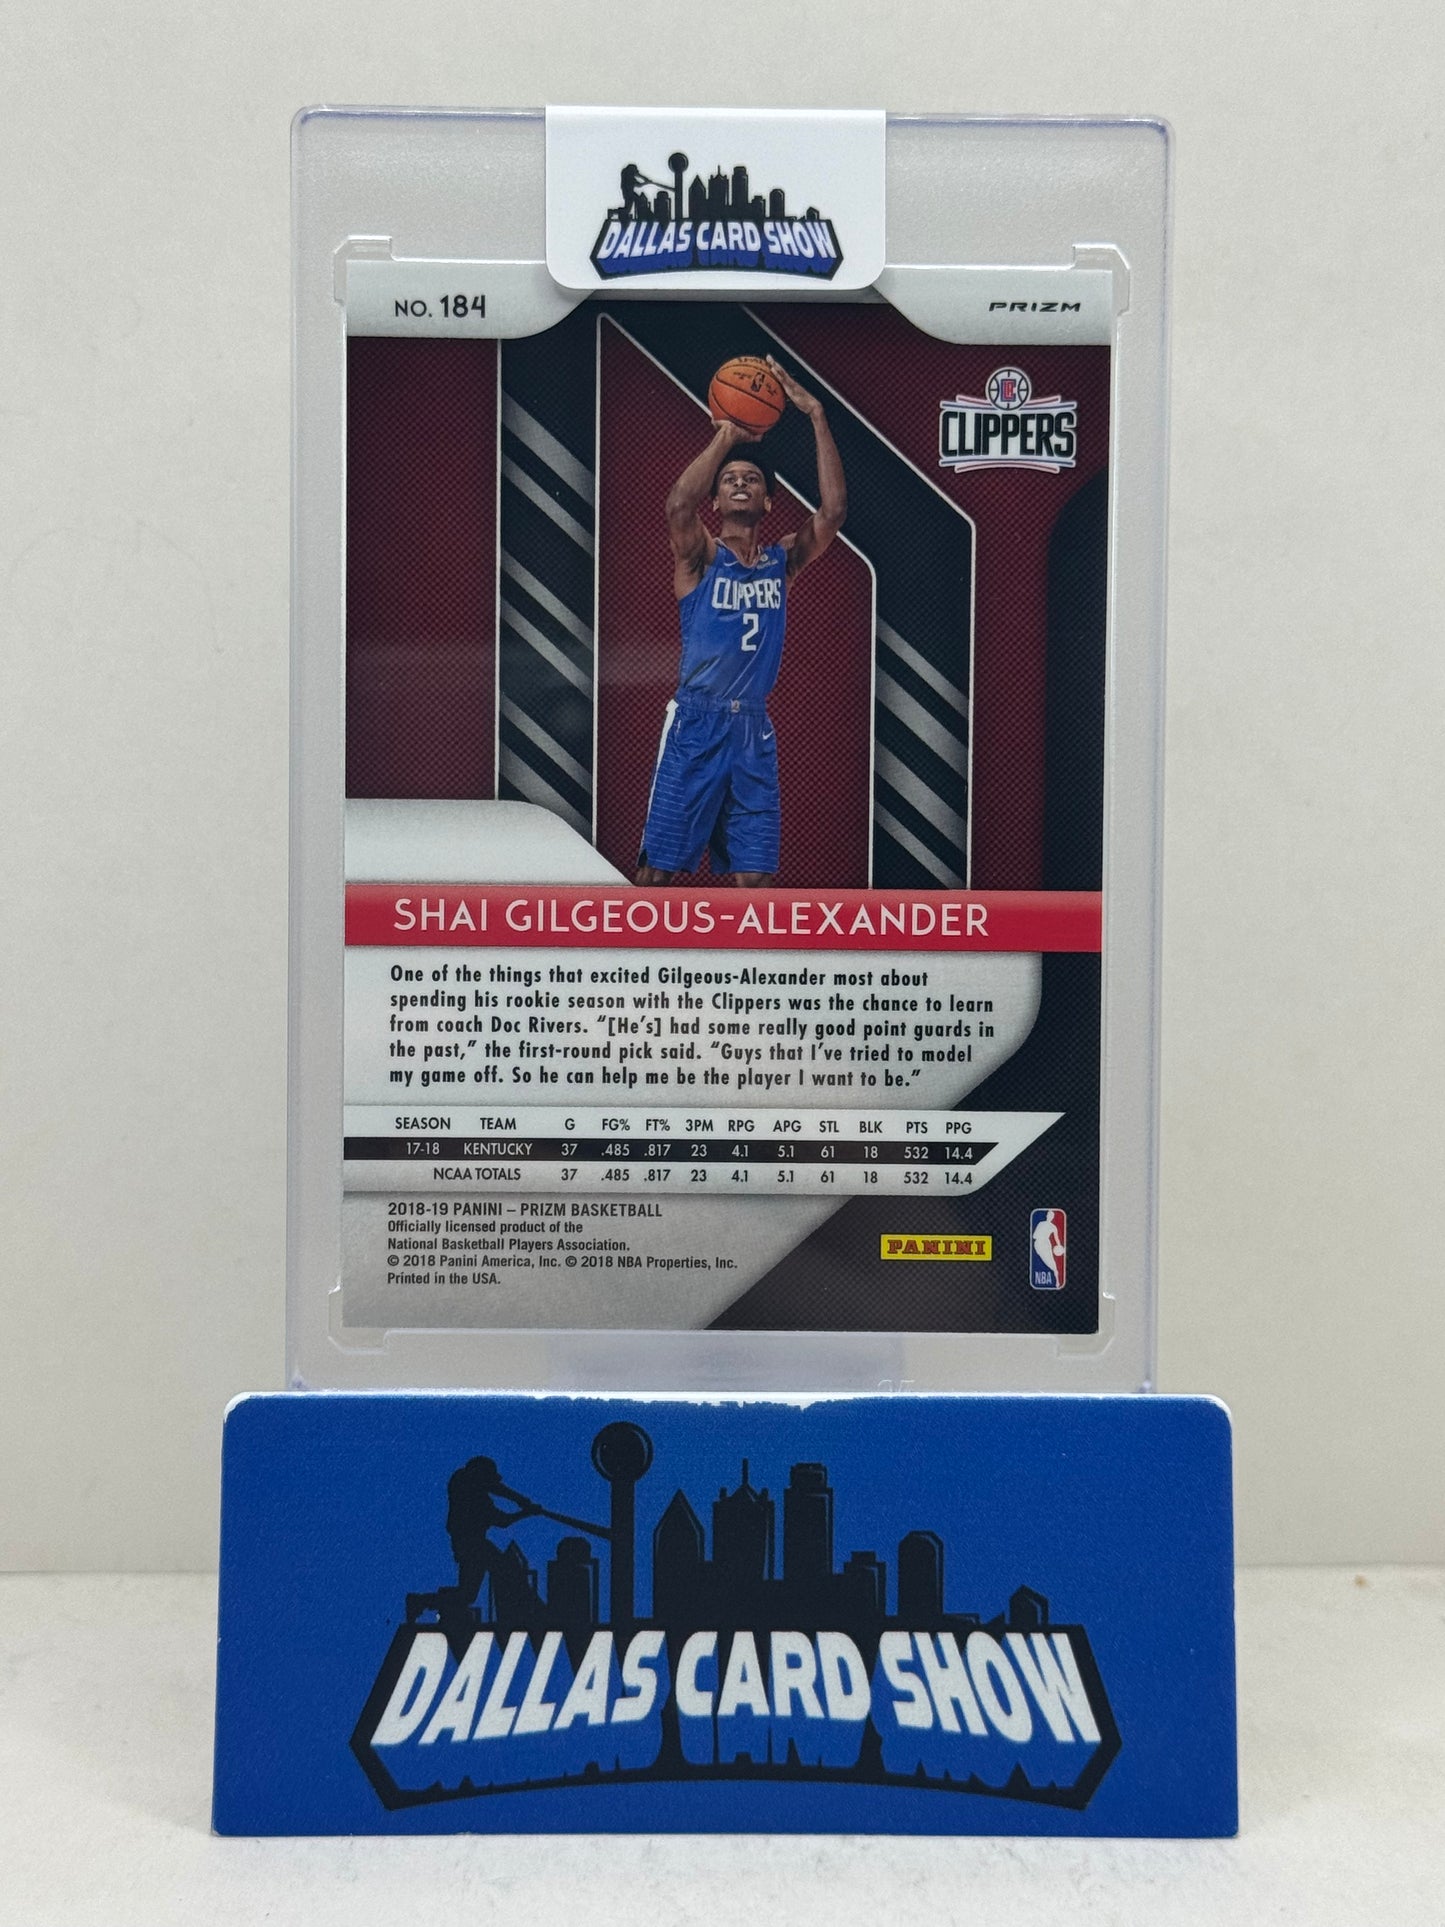 DALLAS CARD SHOW
NO. 184
PRIZM
CLIPPERS
CLIPPERS
2
SHAI GILGEOUS-ALEXANDER
One of the things that excited Gilgeous-Alexander most about
spending his rookie season with the Clippers was the chance to learn
from coach Doc Rivers. “[He’s] had some really good point guards in
the past,” the first-round pick said. “Guys that I’ve tried to model
my game off. So he can help me be the player I want to be.”
SEASON TEAM G FG% FT% 3PM RPG APG STL BLK PTS PPG
17-18 KENTUCKY 37 .485 .817 23 4.1 5.1 61 18 532 14.4
NCAA TOTALS 37 .485 .817 23 4.1 5.1 61 18 532 14.4
2018-19 PANINI – PRIZM BASKETBALL
Officially licensed product of the
National Basketball Players Association.
© 2018 Panini America, Inc. © 2018 NBA Properties, Inc.
Printed in the USA.
PANINI
NBA
DALLAS CARD SHOW